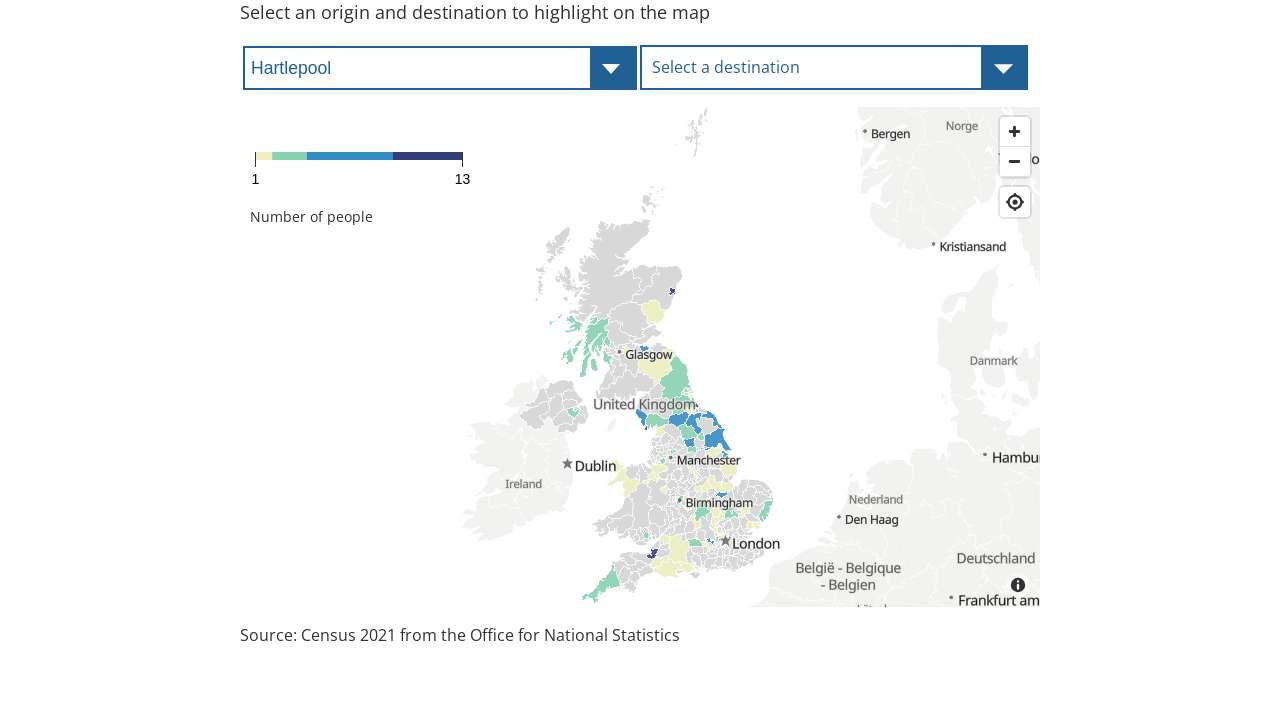 Select an origin and destination to highlight on the map
Hartlepool
Select a destination
1
13
Number of people
Bergen
Norge
Kristiansand
Danmark
Glasgow
United Kingdom
Dublin
Ireland
Manchester
Birmingham
London
Hambu
Nederland
Den Haag
België - Belgique
- Belgien
Deutschland
Frankfurt am
Source: Census 2021 from the Office for National Statistics